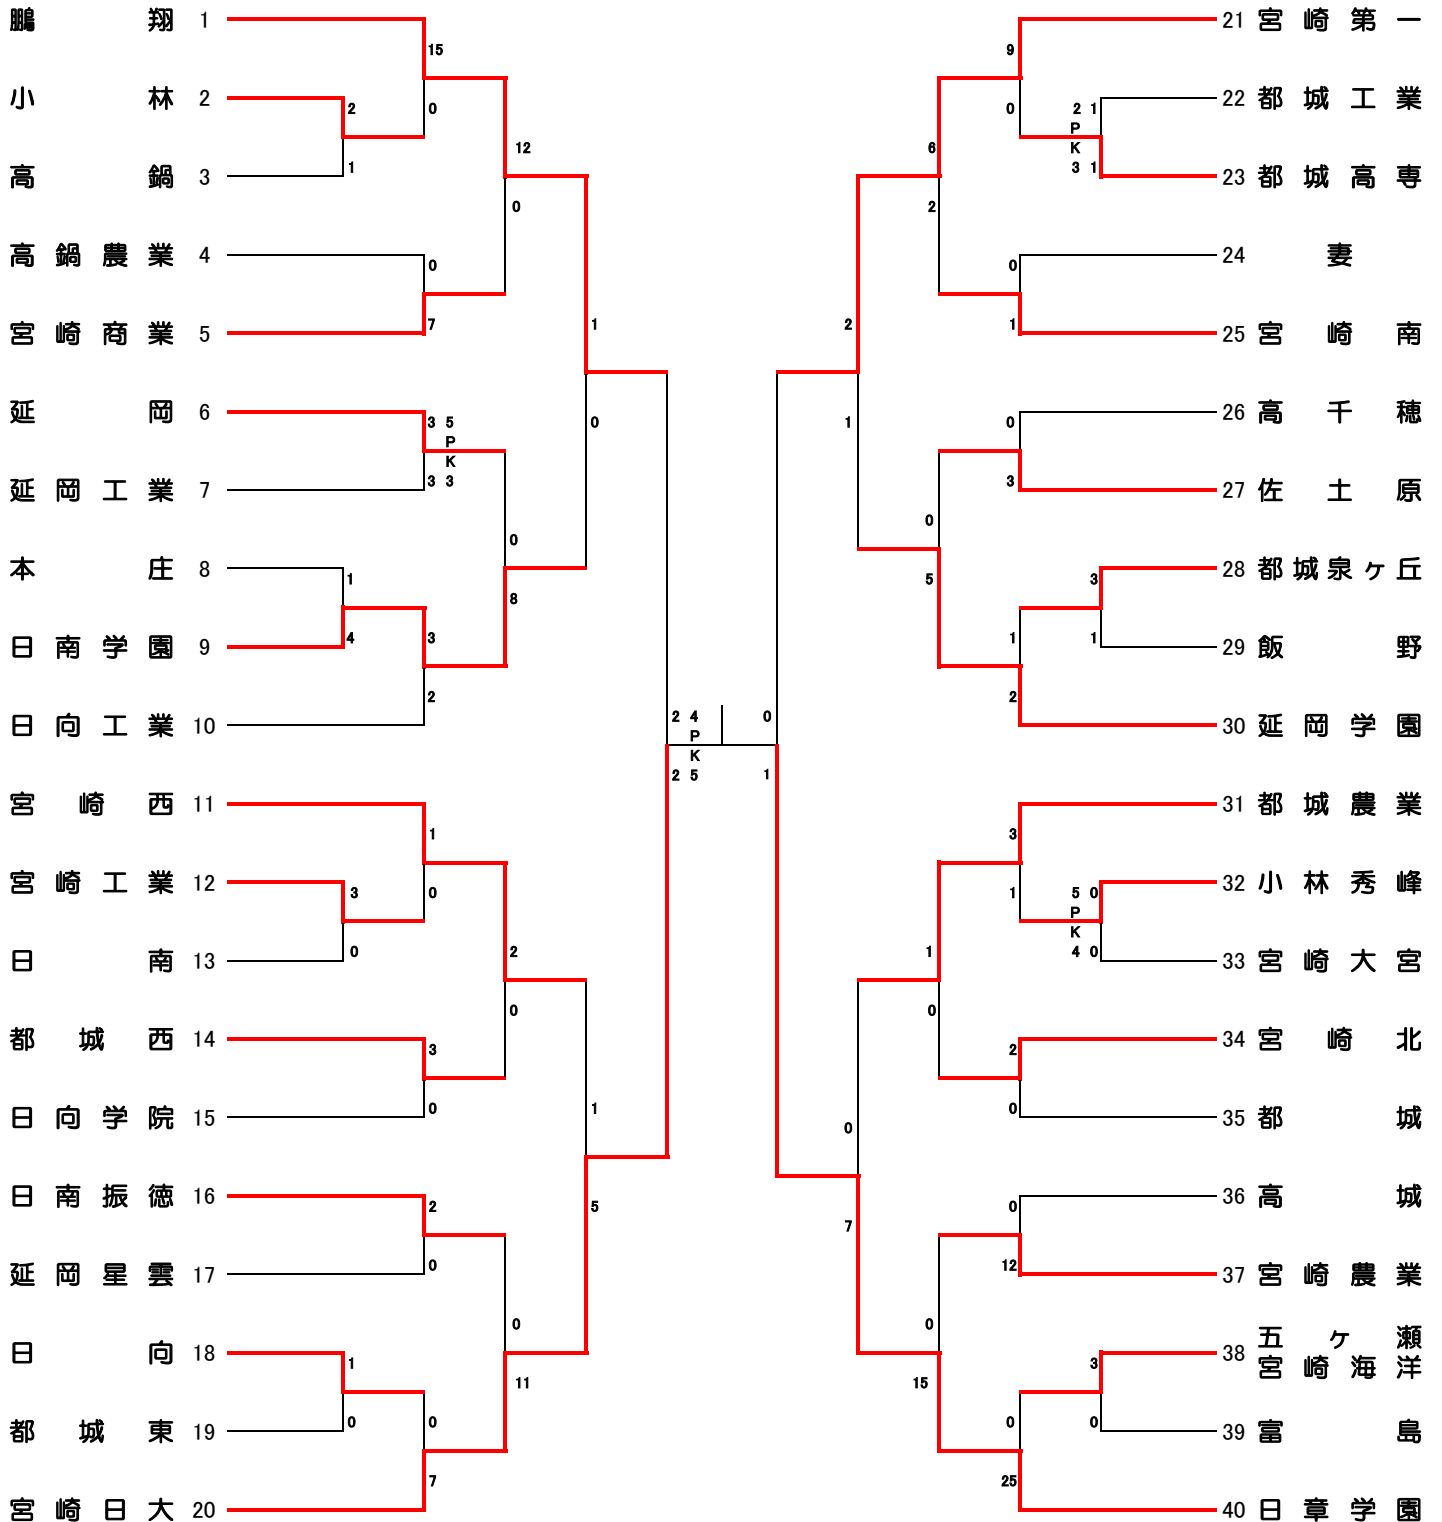 鵬翔 1
小林 2
高鍋 3
高鍋農業 4
宮崎商業 5
延岡 6
延岡工業 7
本庄 8
日南学園 9
日向工業 10
宮崎西 11
宮崎工業 12
日南 13
都城西 14
日向学院 15
日南振徳 16
延岡星雲 17
日向 18
都城東 19
宮崎日大 20
15
0
2
1
12
0
0
7
1
0
3 5
P
K
3 3
0
8
1
4
3
2
1
0
3
0
2
0
3
0
1
5
2
0
0
11
1
0
0
7
2 4
P
K
2 5
0
1
9
0
2 1
P
K
3 1
6
2
0
1
2
1
0
3
0
5
3
1
1
2
3
1
5 0
P
K
4 0
1
0
2
0
0
7
0
12
0
15
3
0
0
25
21 宮崎第一
22 都城工業
23 都城高専
24 妻
25 宮崎南
26 高千穂
27 佐土原
28 都城泉ヶ丘
29 飯野
30 延岡学園
31 都城農業
32 小林秀峰
33 宮崎大宮
34 宮崎北
35 都城
36 高城
37 宮崎農業
38 五ヶ瀬
宮崎海洋
39 富島
40 日章学園